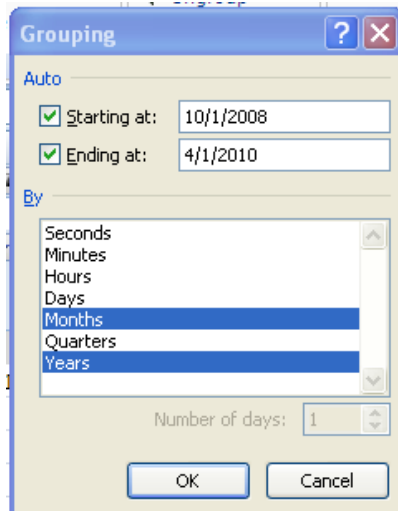 Ungroup
Grouping
Auto
Starting at: 10/1/2008
Ending at: 4/1/2010
By
Seconds
Minutes
Hours
Days
Months
Quarters
Years
Number of days: 1
OK Cancel